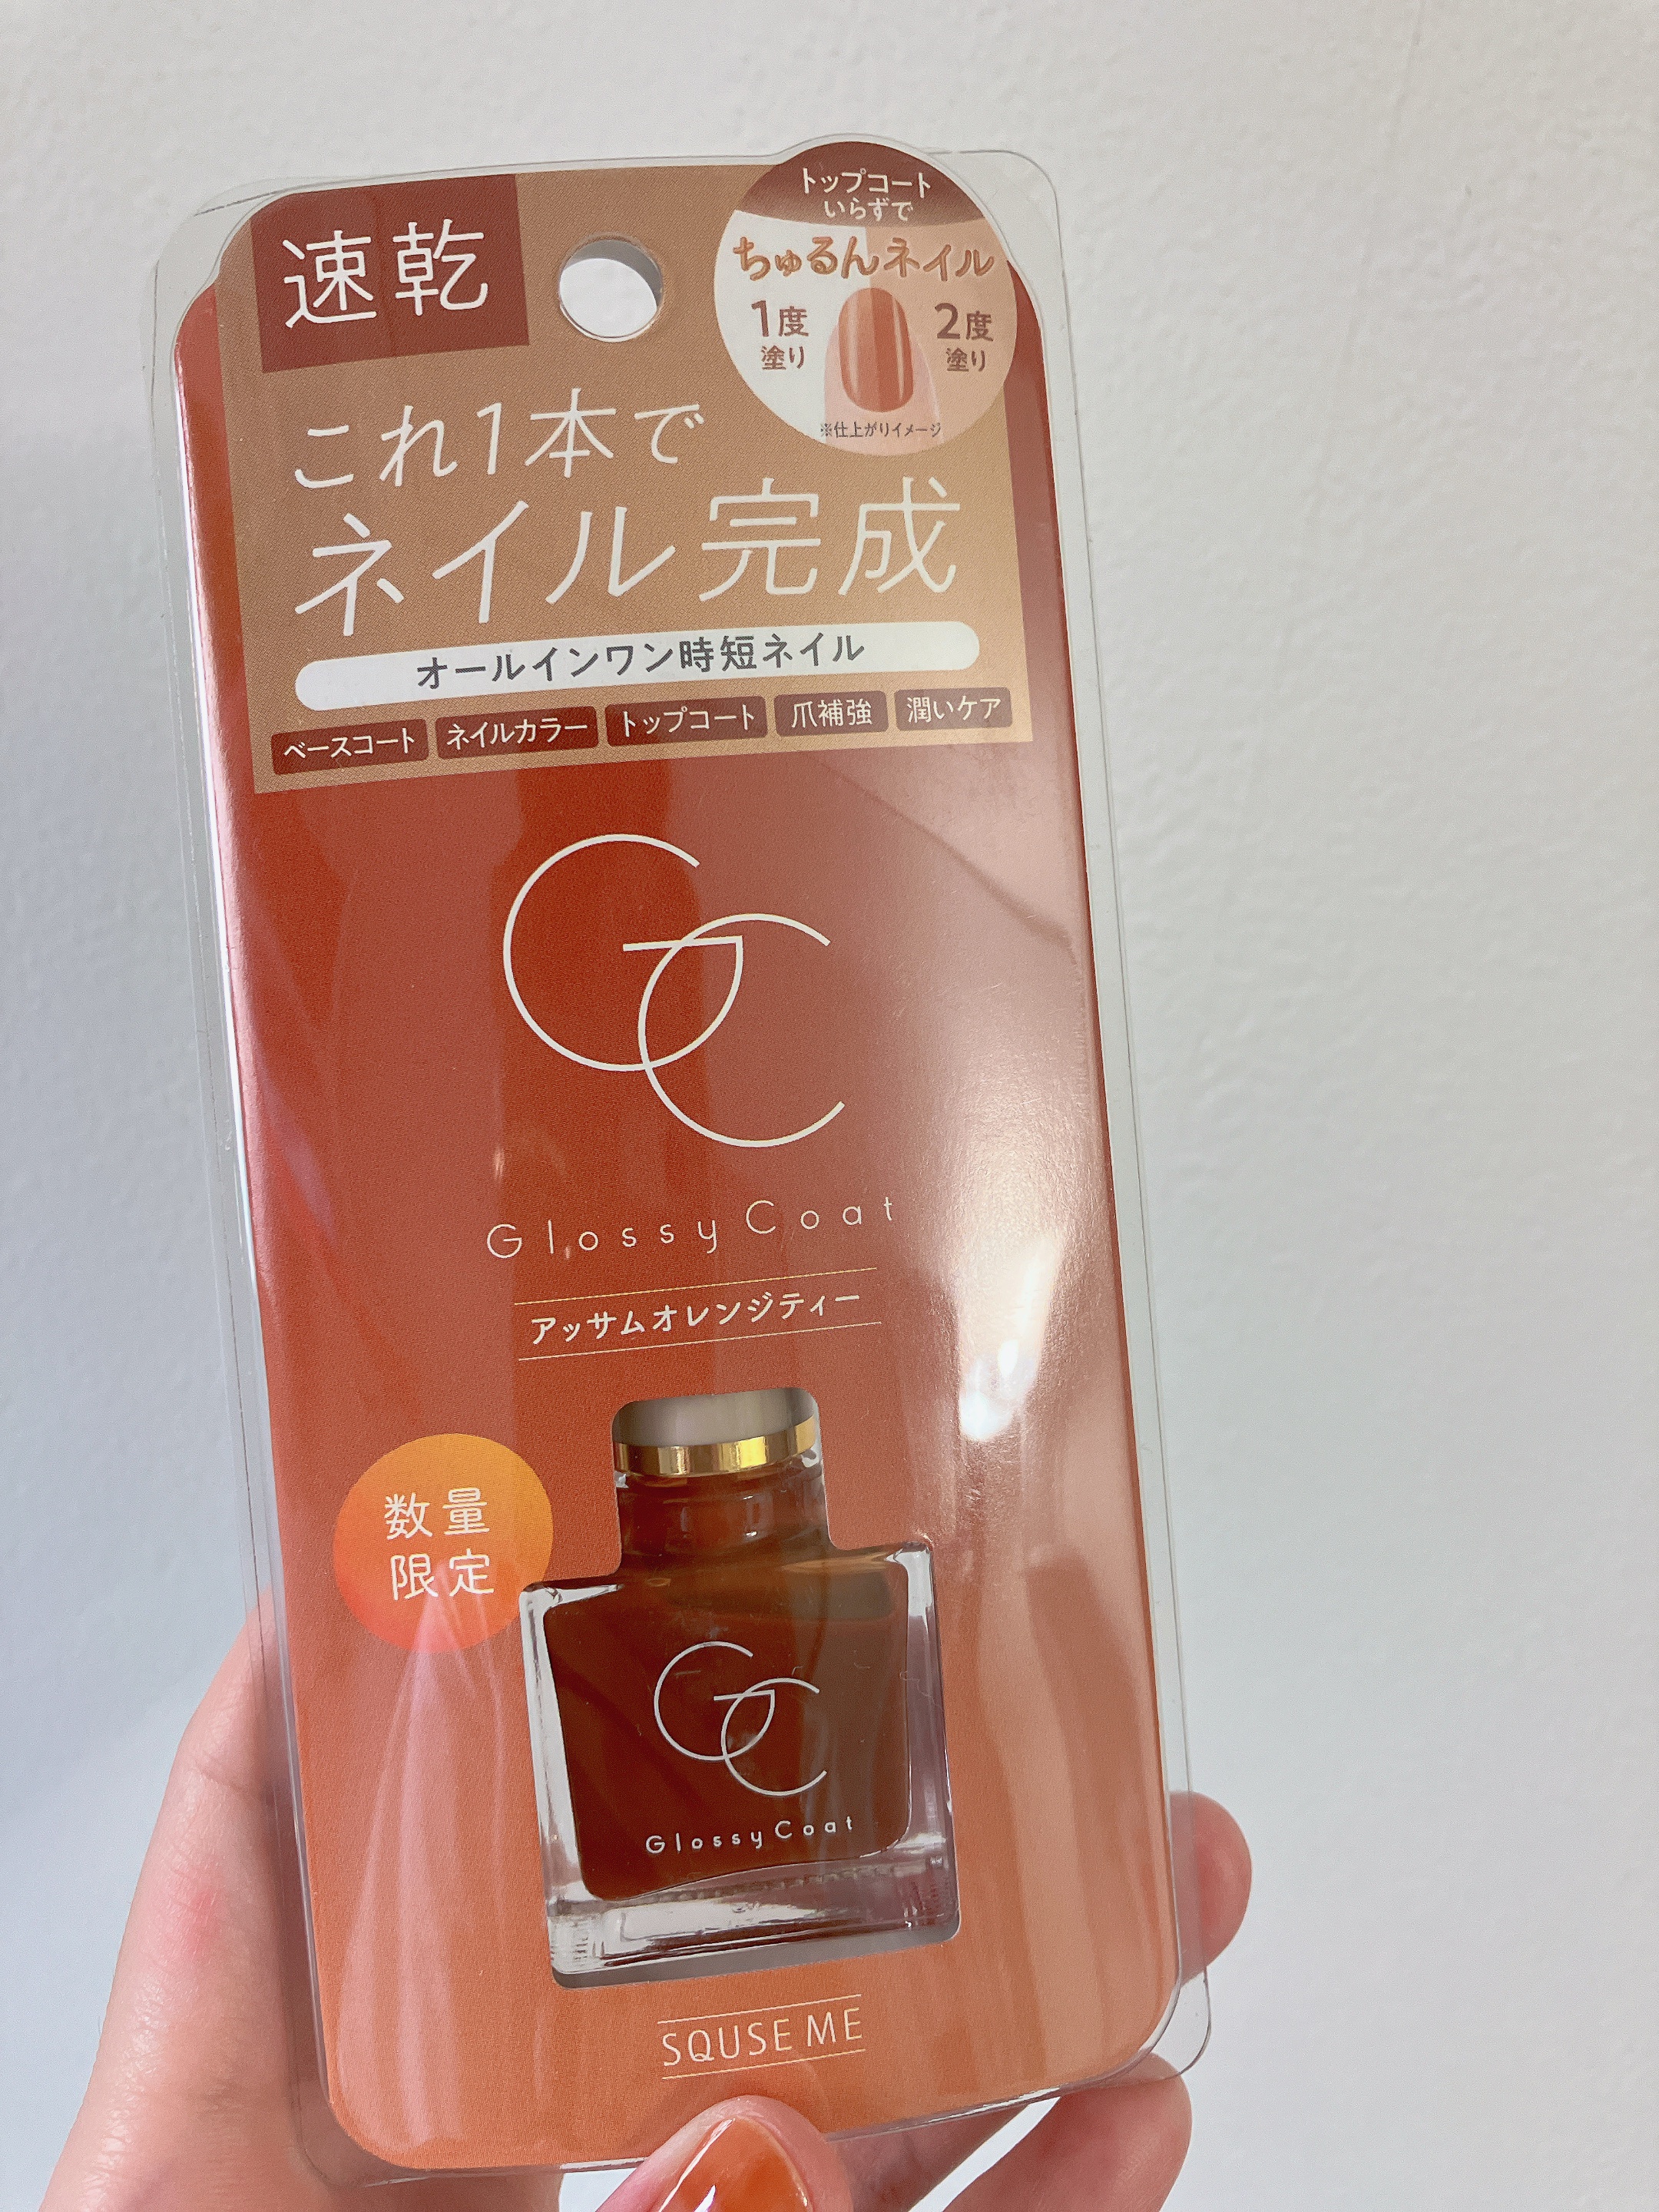 速乾
トップコート
いらずで
ちゅるんネイル
1度
塗り
2度
塗り
※仕上がりイメージ
これ1本で
ネイル完成
オールインワン時短ネイル
ベースコート ネイルカラー トップコート 爪補強 潤いケア
GC
Glossy Coat
アッサムオレンジティー
数量
限定
GC
Glossy Coat
SQUSE ME